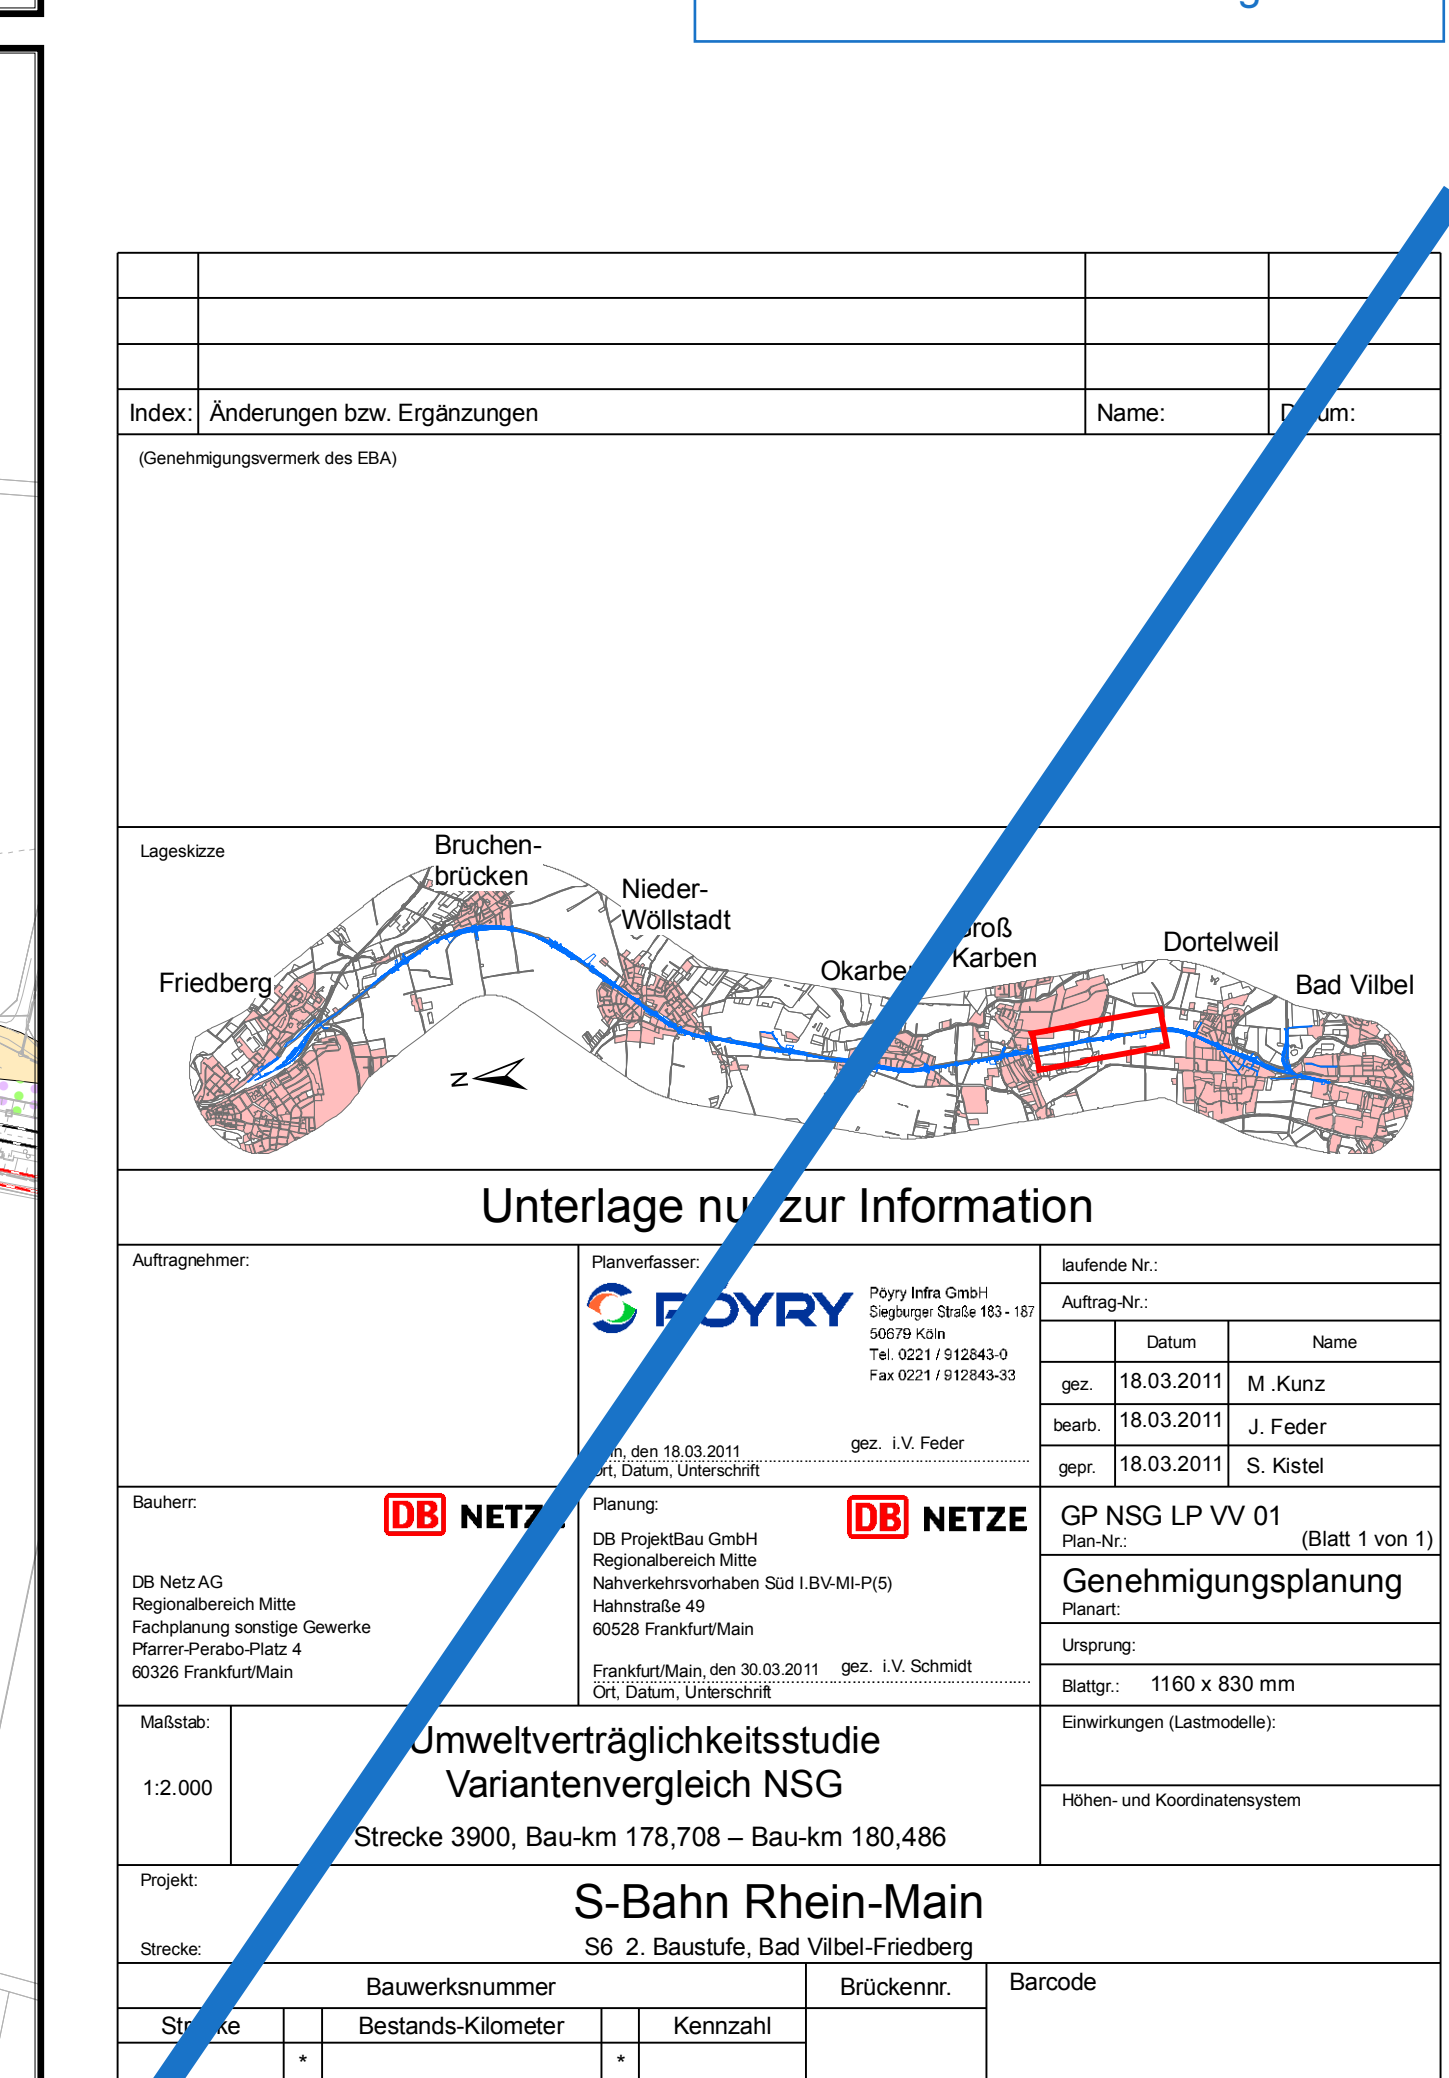 Index: Änderungen bzw. Ergänzungen Name: Datum:
(Genehmigungsvermerk des EBA)
Lageskizze
Bruchen-
brücken
Nieder-
Wöllstadt
Friedberg
Okarben
Groß
Karben
Dortelweil
Bad Vilbel
N
Unterlage nur zur Information
Auftragnehmer:
Planverfasser:
PÖYRY
Pöyry Infra GmbH
Siegburger Straße 183 - 187
50679 Köln
Tel. 0221 / 912843-0
Fax 0221 / 912843-33
Köln, den 18.03.2011 gez. i.V. Feder
Ort, Datum, Unterschrift
laufende Nr.:
Auftrag-Nr.:
Datum Name
gez. 18.03.2011 M .Kunz
bearb. 18.03.2011 J. Feder
gepr. 18.03.2011 S. Kistel
Bauherr:
DB NETZE
DB Netz AG
Regionalbereich Mitte
Fachplanung sonstige Gewerke
Pfarrer-Perabo-Platz 4
60326 Frankfurt/Main
Planung:
DB NETZE
DB ProjektBau GmbH
Regionalbereich Mitte
Nahverkehrsvorhaben Süd I.BV-MI-P(5)
Hahnstraße 49
60528 Frankfurt/Main
Frankfurt/Main, den 30.03.2011 gez. i.V. Schmidt
Ort, Datum, Unterschrift
GP NSG LP VV 01
Plan-Nr.: (Blatt 1 von 1)
Genehmigungsplanung
Planart:
Ursprung:
Blattgr.: 1160 x 830 mm
Maßstab:
1:2.000
Umweltverträglichkeitsstudie
Variantenvergleich NSG
Strecke 3900, Bau-km 178,708 – Bau-km 180,486
Einwirkungen (Lastmodelle):
Höhen- und Koordinatensystem
Projekt:
S-Bahn Rhein-Main
Strecke:
S6 2. Baustufe, Bad Vilbel-Friedberg
Bauwerksnummer Brückennr. Barcode
Strecke Bestands-Kilometer Kennzahl
* *